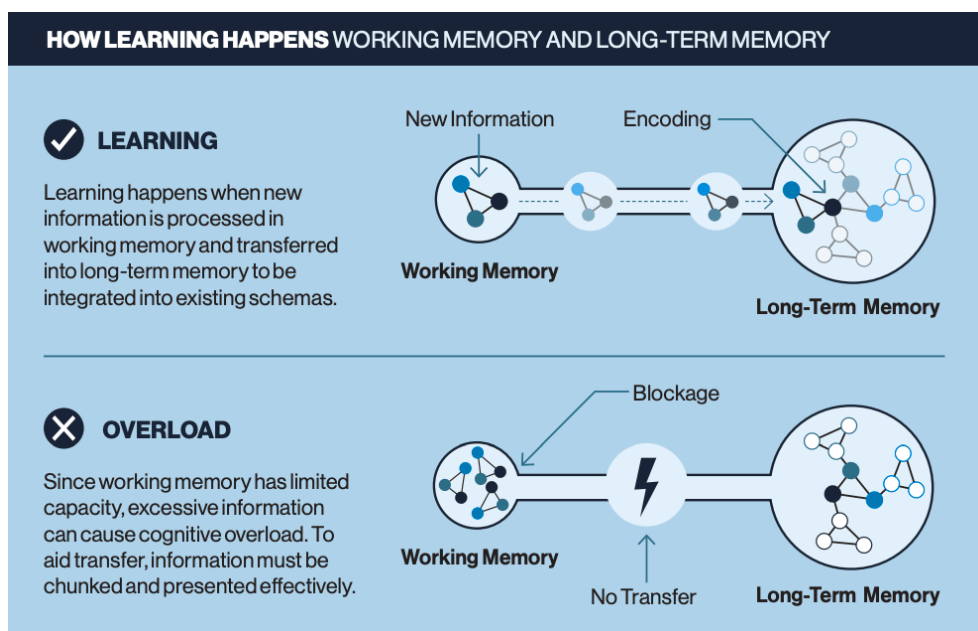 HOW LEARNING HAPPENS WORKING MEMORY AND LONG-TERM MEMORY
LEARNING
Learning happens when new
information is processed in
working memory and transferred
into long-term memory to be
integrated into existing schemas.
New Information
Encoding
Working Memory
Long-Term Memory
OVERLOAD
Since working memory has limited
capacity, excessive information
can cause cognitive overload. To
aid transfer, information must be
chunked and presented effectively.
Blockage
Working Memory
No Transfer
Long-Term Memory